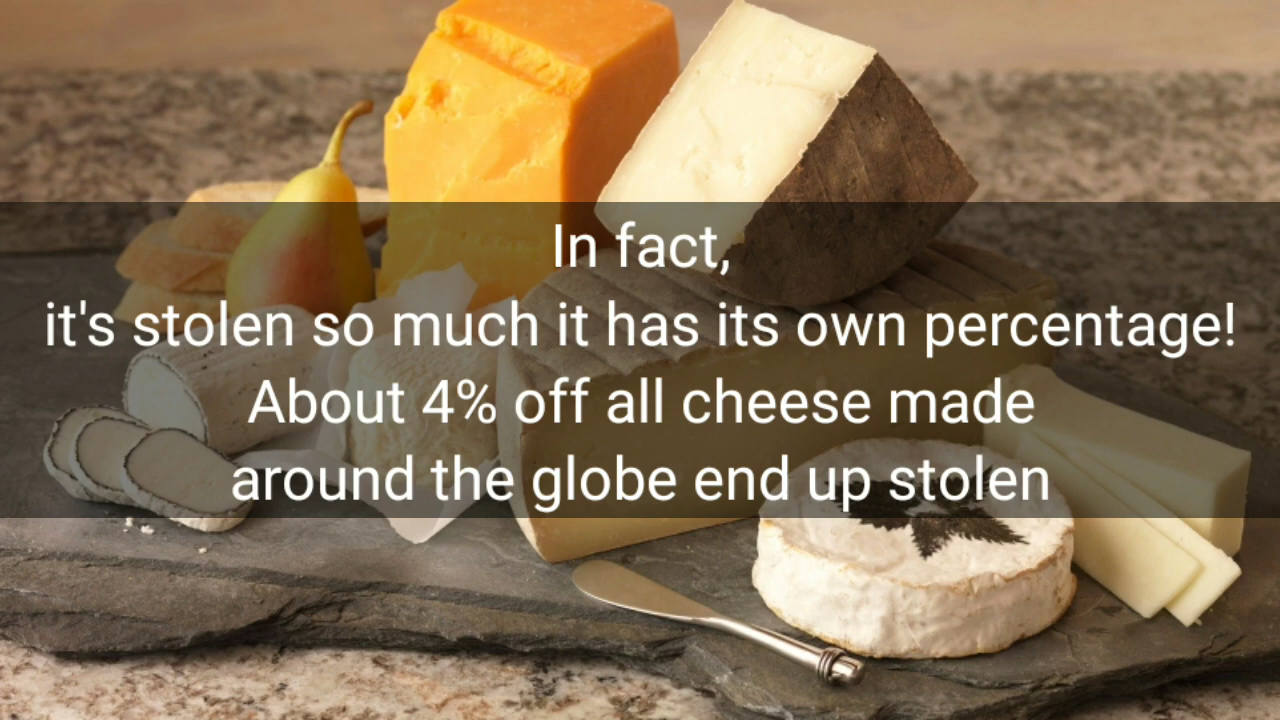 In fact,
it's stolen so much it has its own percentage!
About 4% off all cheese made
around the globe end up stolen